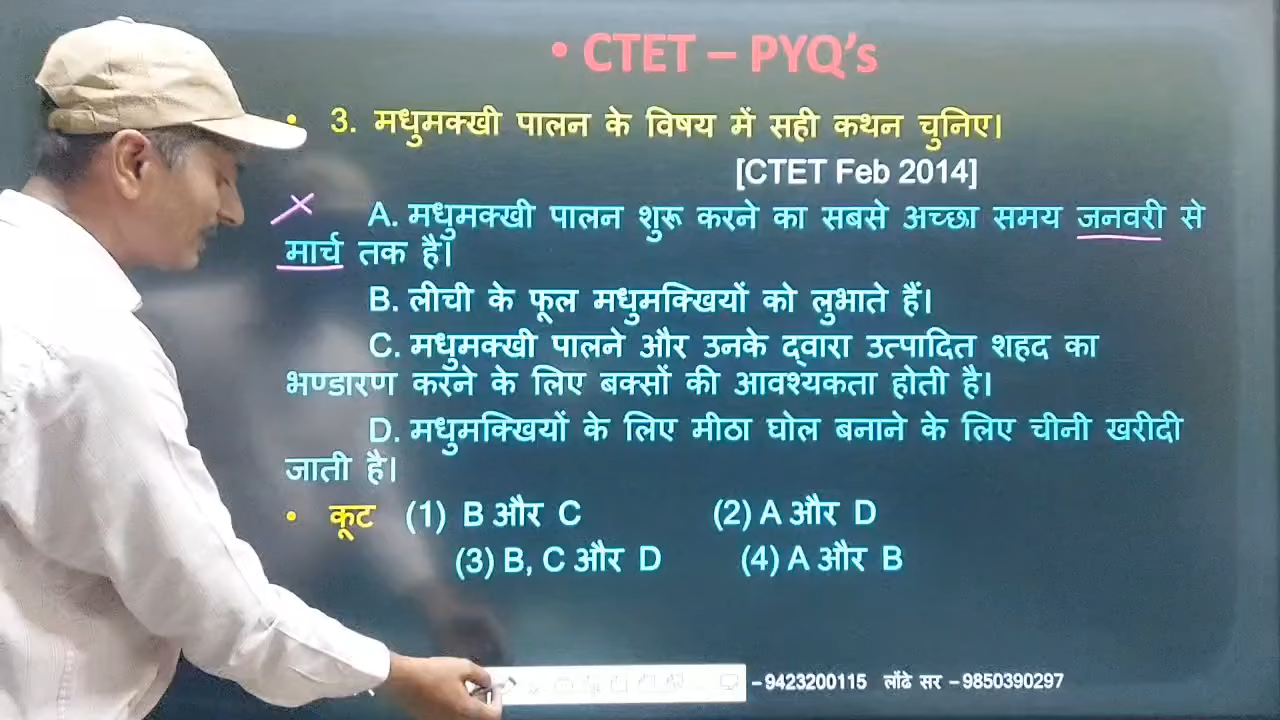 • CTET – PYQ's
• 3. मधुमक्खी पालन के विषय में सही कथन चुनिए।
[CTET Feb 2014]
A. मधुमक्खी पालन शुरू करने का सबसे अच्छा समय जनवरी से
मार्च तक है।
B. लीची के फूल मधुमक्खियों को लुभाते हैं।
C. मधुमक्खी पालने और उनके द्वारा उत्पादित शहद का
भण्डारण करने के लिए बक्सों की आवश्यकता होती है।
D. मधुमक्खियों के लिए मीठा घोल बनाने के लिए चीनी खरीदी
जाती है।
• कूट (1) B और C (2) A और D
(3) B, C और D (4) A और B
–9423200115 लोंढे सर –9850390297